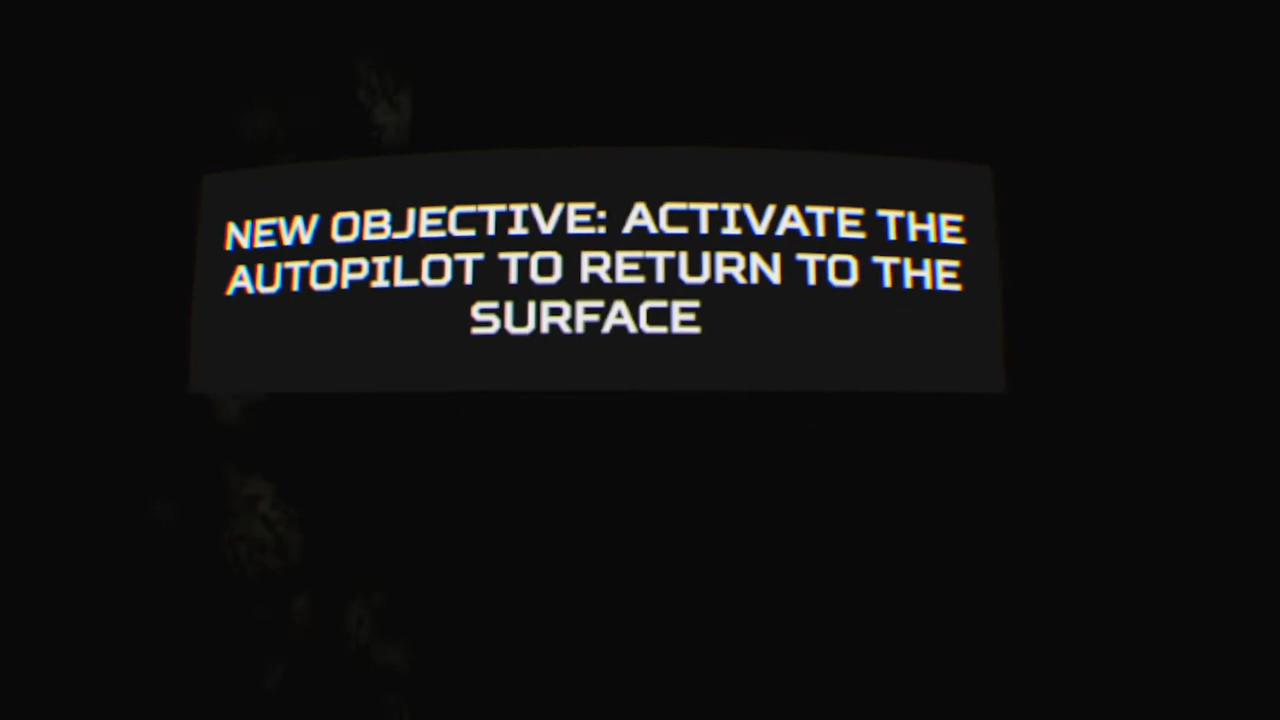 NEW OBJECTIVE: ACTIVATE THE
AUTOPILOT TO RETURN TO THE
SURFACE